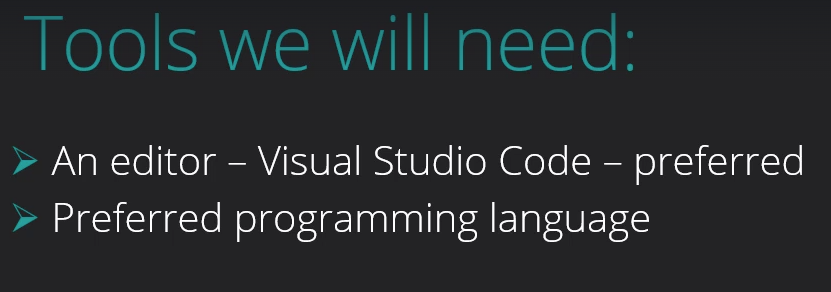 Tools we will need:
An editor – Visual Studio Code – preferred
Preferred programming language